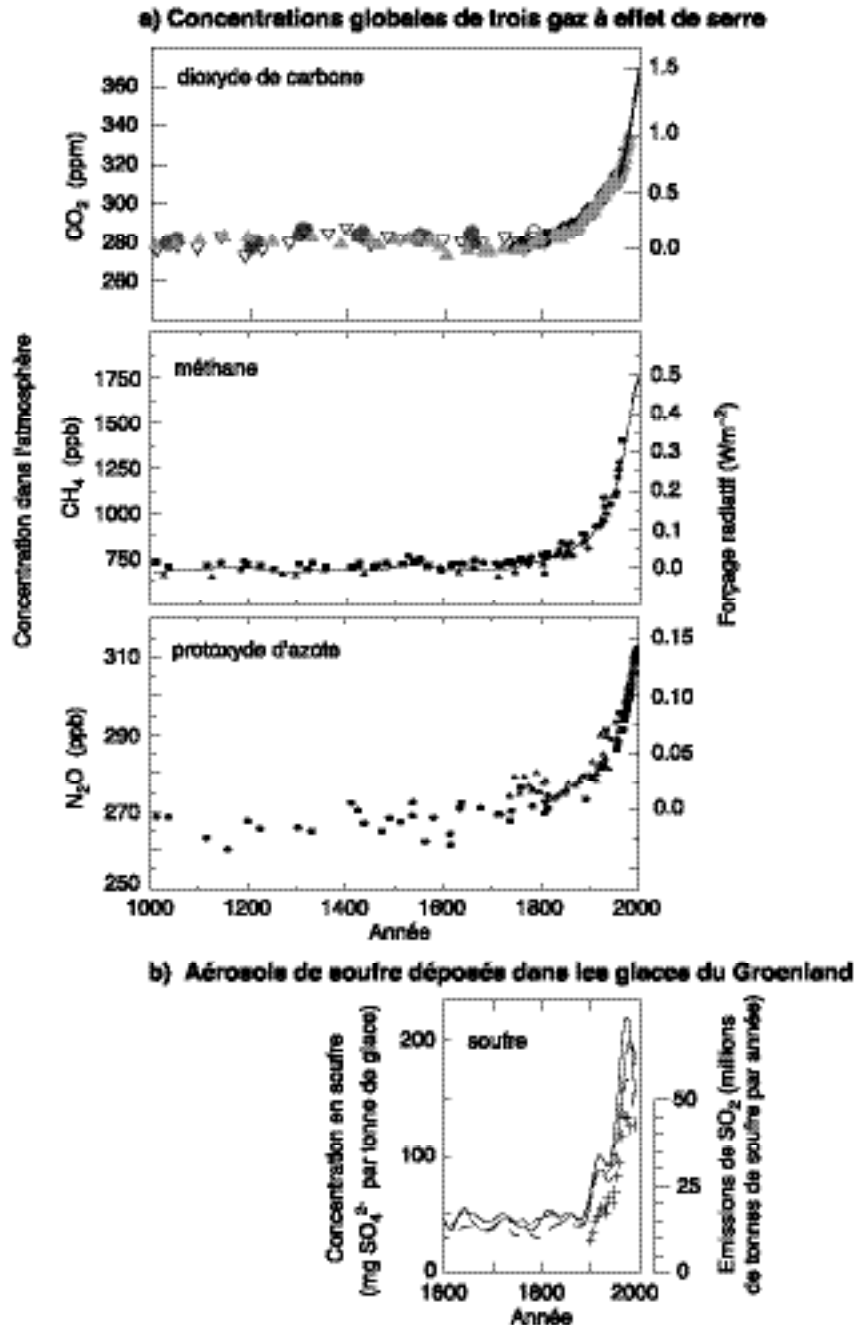 a) Concentrations globales de trois gaz à effet de serre
dioxyde de carbone
CO₂ (ppm)
360
340
320
300
280
260
1.5
1.0
0.5
0.0
Concentration dans l'atmosphère
méthane
CH₄ (ppb)
1750
1500
1250
1000
750
0.5
0.4
0.3
0.2
0.1
0.0
Forçage radiatif (Wm⁻²)
protoxyde d'azote
N₂O (ppb)
310
290
270
250
0.15
0.10
0.05
0.0
1000 1200 1400 1600 1800 2000
Année
b) Aérosols de soufre déposés dans les glaces du Groenland
soufre
Concentration en soufre
(mg SO₄²⁻ par tonne de glace)
200
100
0
50
25
0
Emissions de SO₂ (millions
de tonnes de soufre par année)
1600 1800 2000
Année